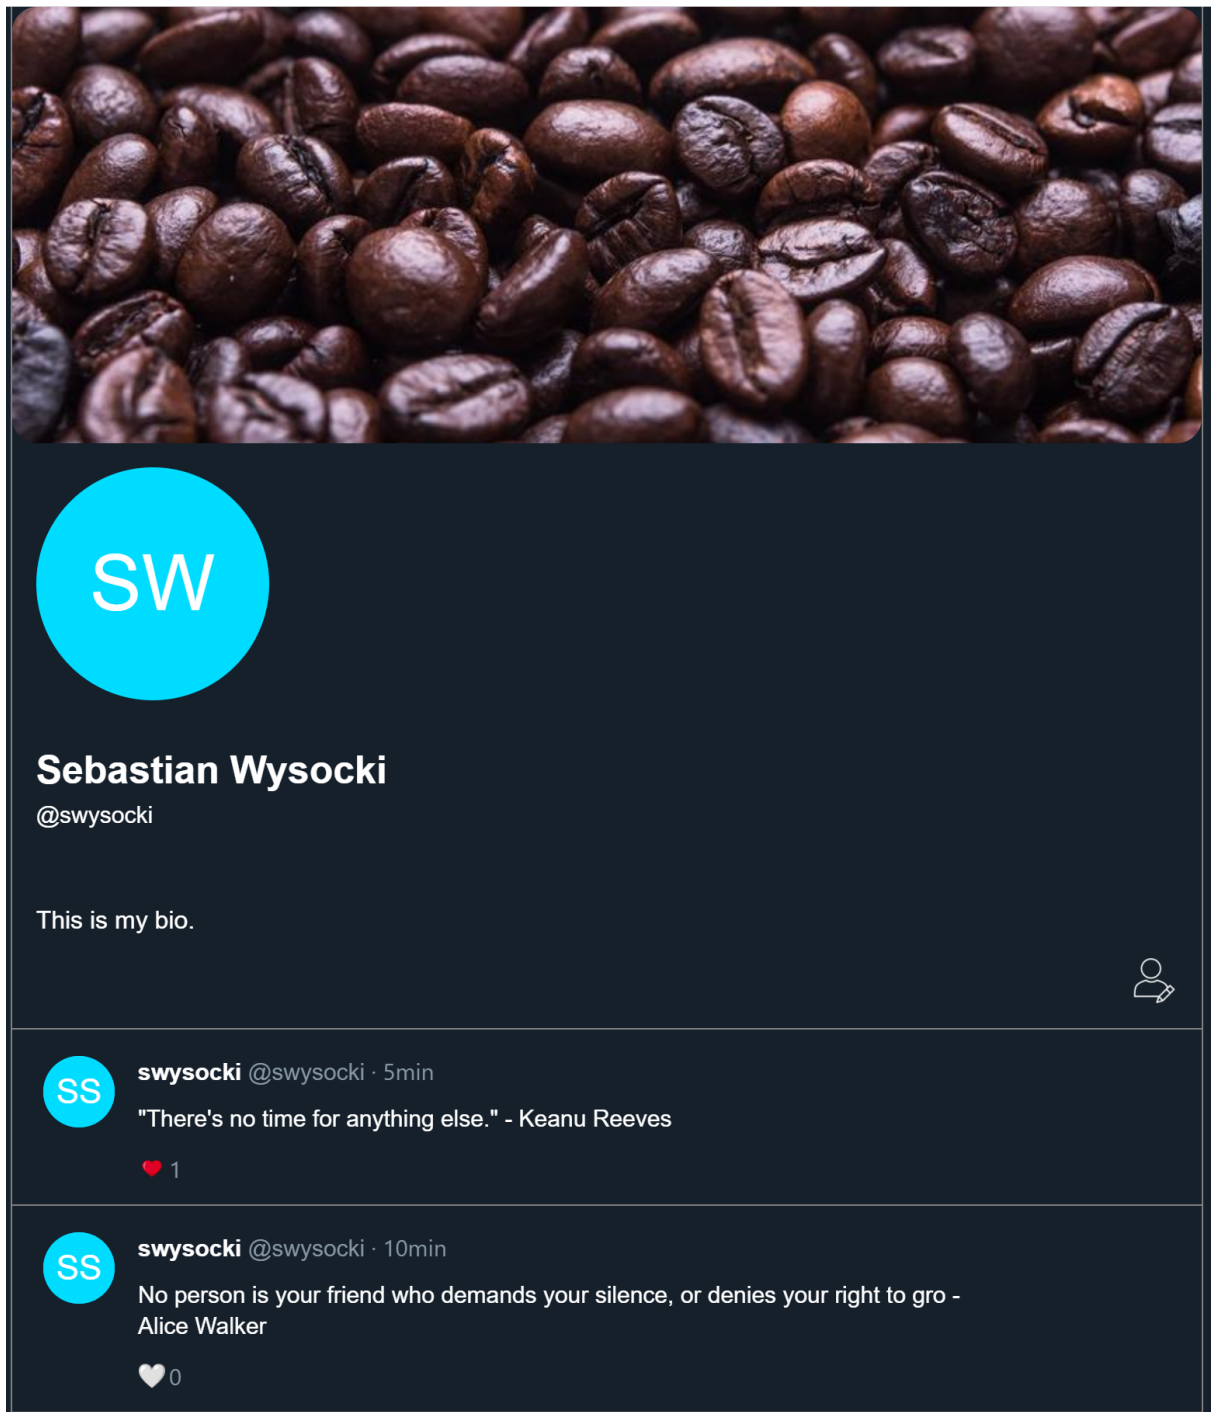 SW
Sebastian Wysocki
@swysocki
This is my bio.
SS
swysocki @swysocki · 5min
"There's no time for anything else." - Keanu Reeves
1
SS
swysocki @swysocki · 10min
No person is your friend who demands your silence, or denies your right to gro -
Alice Walker
0